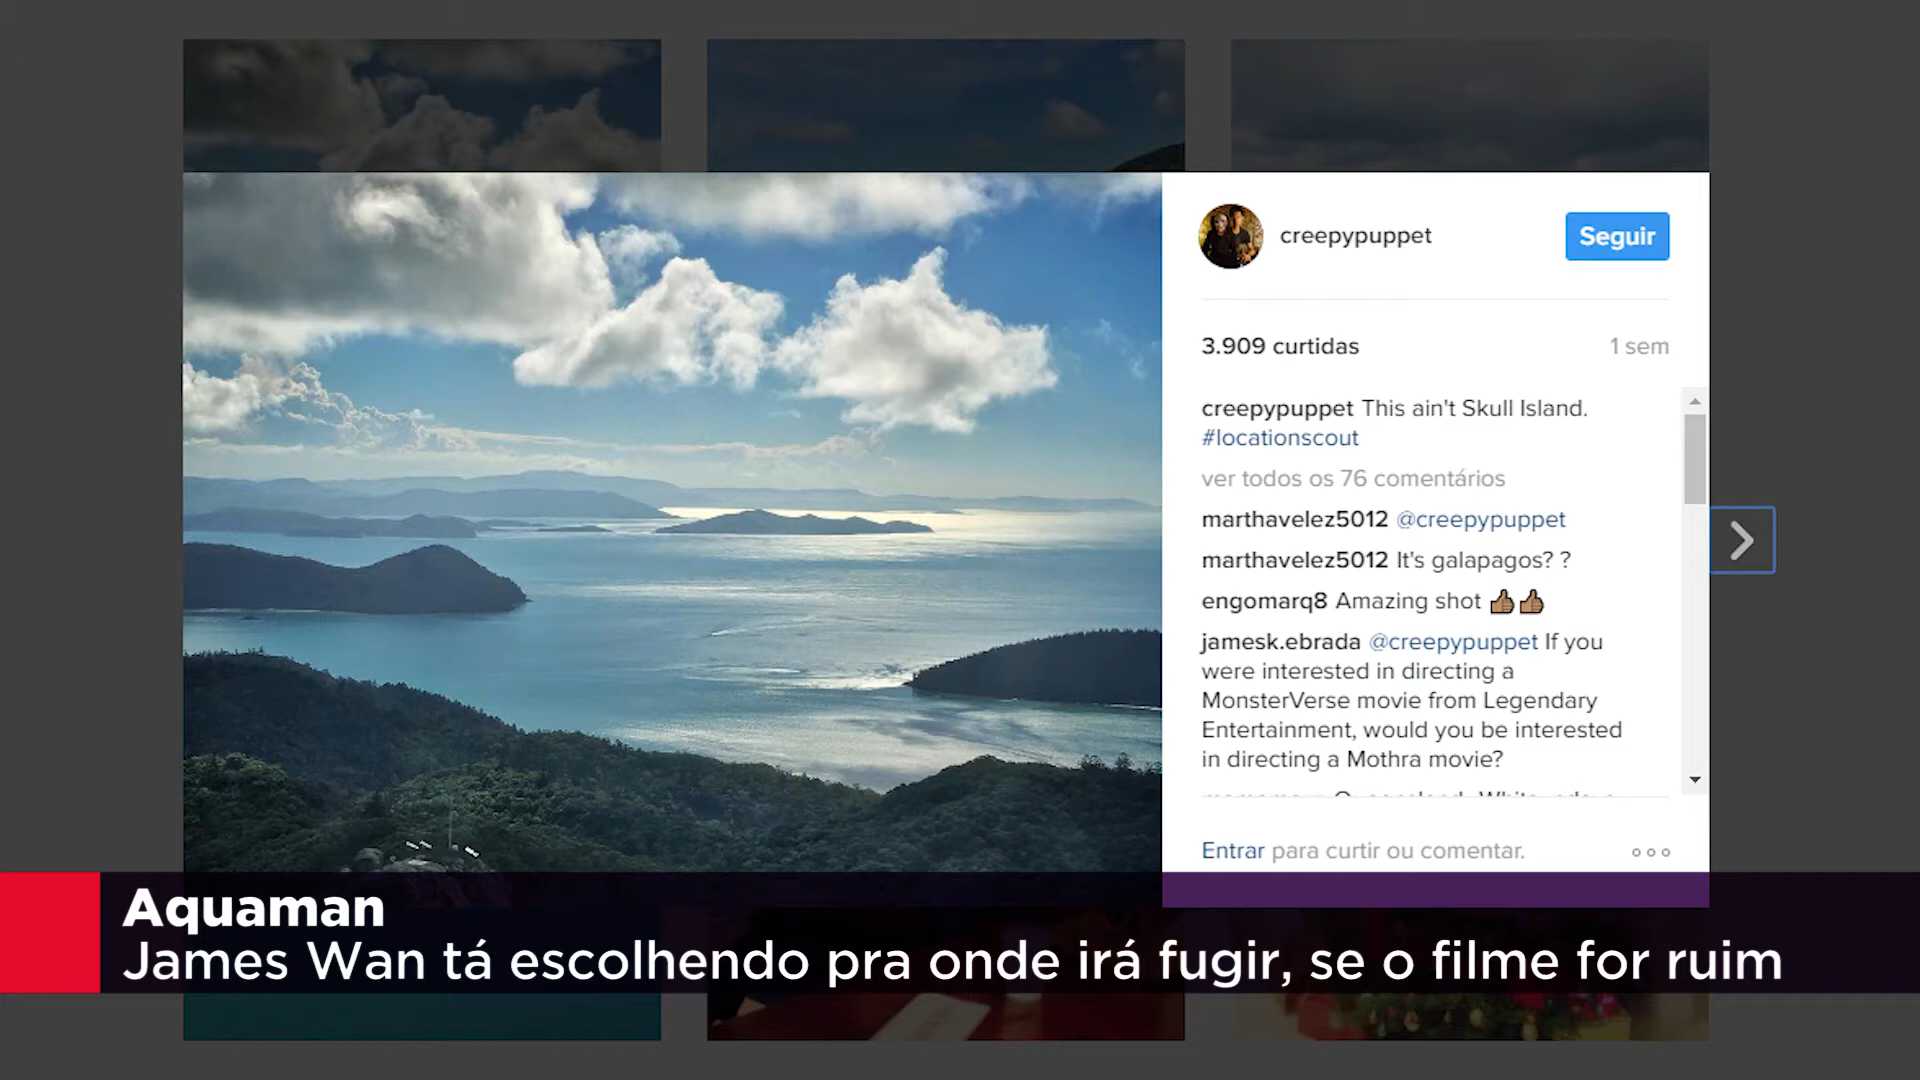 creepypuppet
Seguir
3.909 curtidas
1 sem
creepypuppet This ain't Skull Island.
#locationscout
ver todos os 76 comentários
marthavelez5012 @creepypuppet
marthavelez5012 It's galapagos? ?
engomarq8 Amazing shot 👍🏽👍🏽
jamesk.ebrada @creepypuppet If you
were interested in directing a
MonsterVerse movie from Legendary
Entertainment, would you be interested
in directing a Mothra movie?
Entrar para curtir ou comentar.
Aquaman
James Wan tá escolhendo pra onde irá fugir, se o filme for ruim